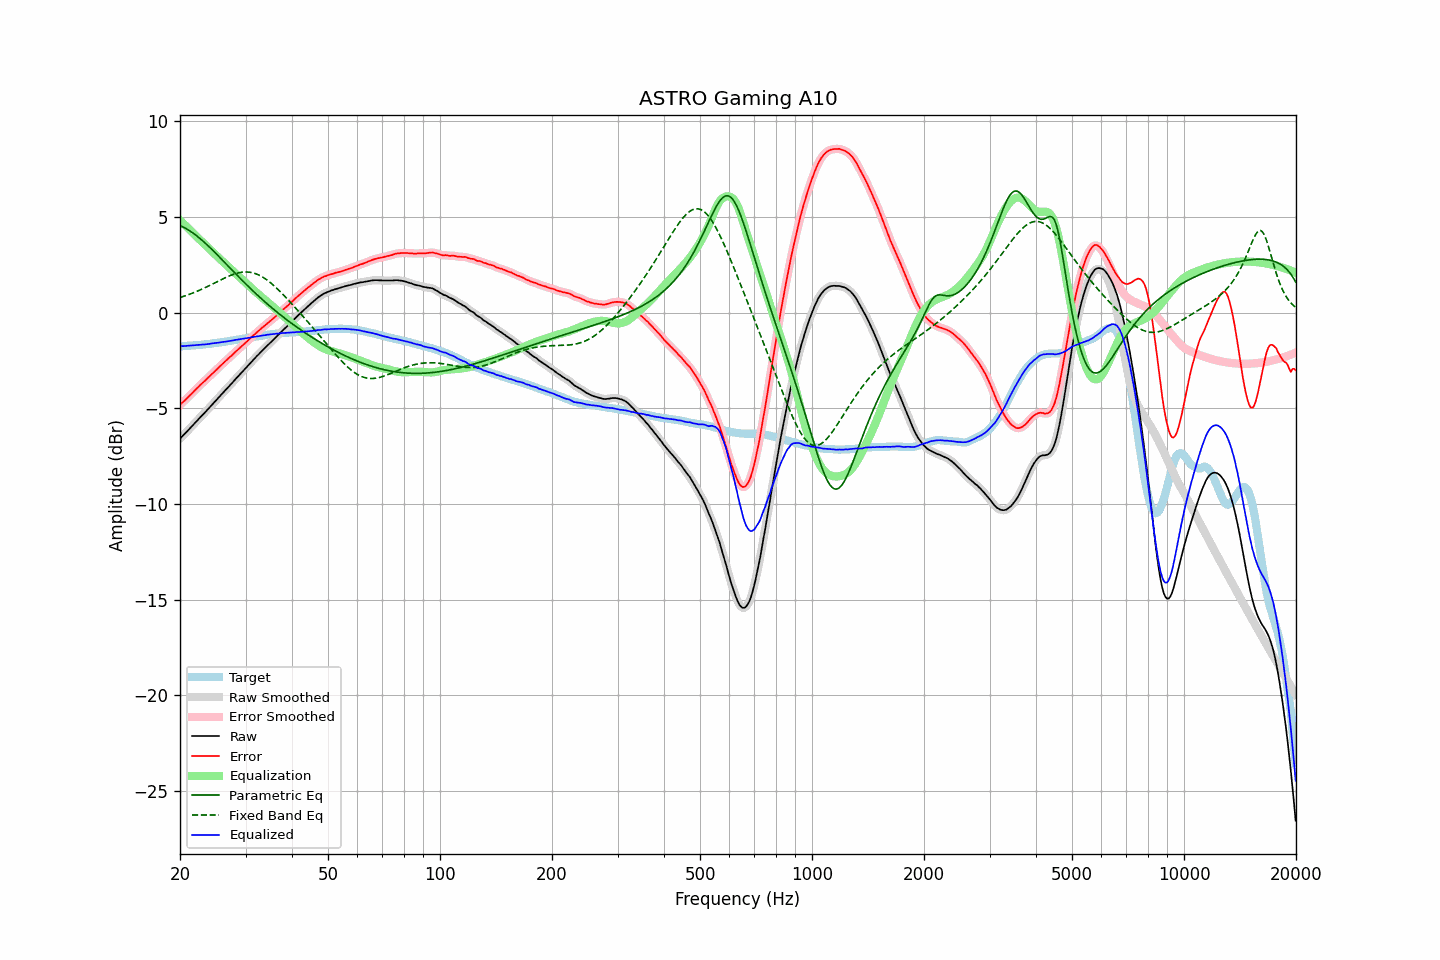 ASTRO Gaming A10
10
5
0
−5
−10
−15
−20
−25
Amplitude (dBr)
Target
Raw Smoothed
Error Smoothed
Raw
Error
Equalization
Parametric Eq
Fixed Band Eq
Equalized
20 50 100 200 500 1000 2000 5000 10000 20000
Frequency (Hz)